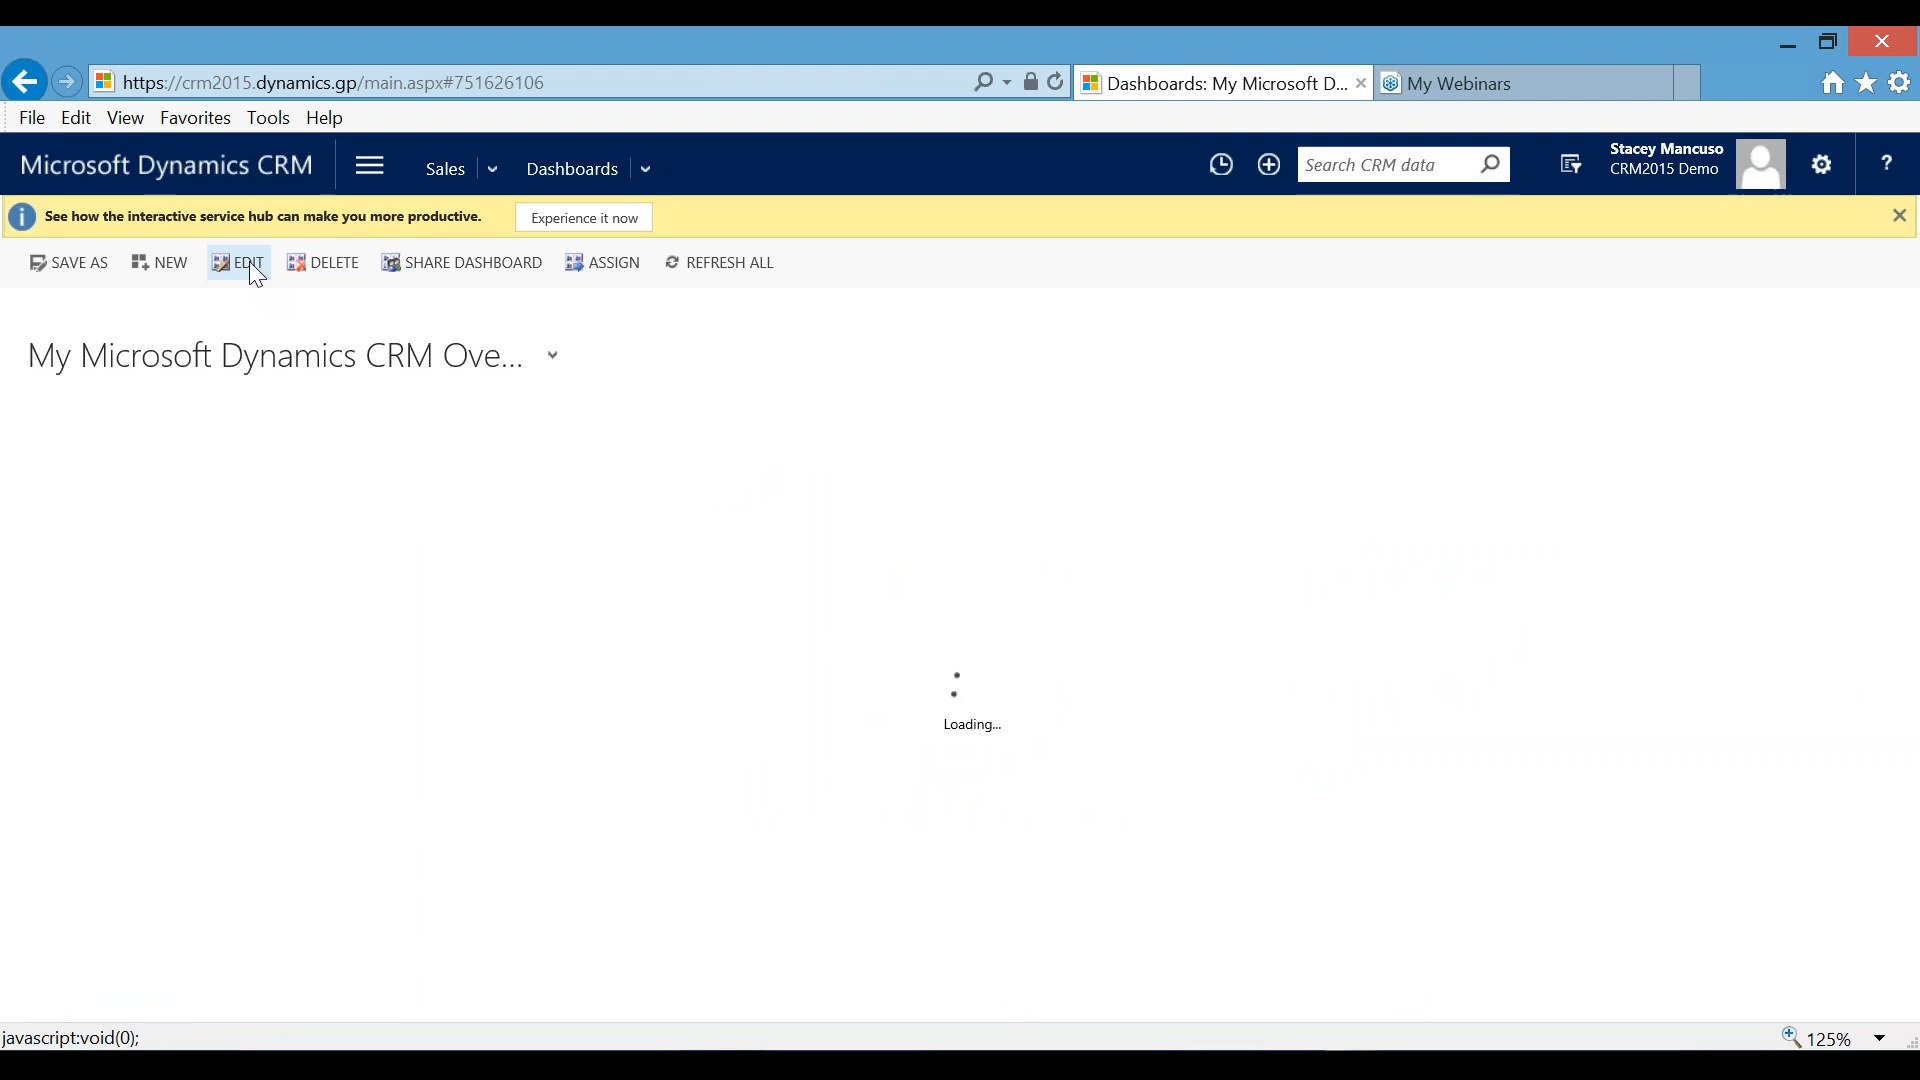 https://crm2015.dynamics.gp/main.aspx#751626106
Dashboards: My Microsoft D...
My Webinars
File Edit View Favorites Tools Help
Microsoft Dynamics CRM
Sales
Dashboards
Search CRM data
Stacey Mancuso
CRM2015 Demo
?
See how the interactive service hub can make you more productive.
Experience it now
SAVE AS NEW EDIT DELETE SHARE DASHBOARD ASSIGN REFRESH ALL
My Microsoft Dynamics CRM Ove...
Loading...
javascript:void(0);
125%